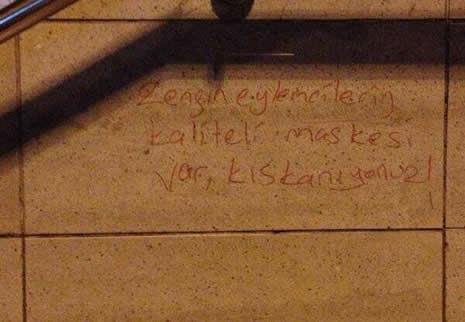 Zengin eylemcilerin
kaliteli maskesi
var, kıskanıyoruz!